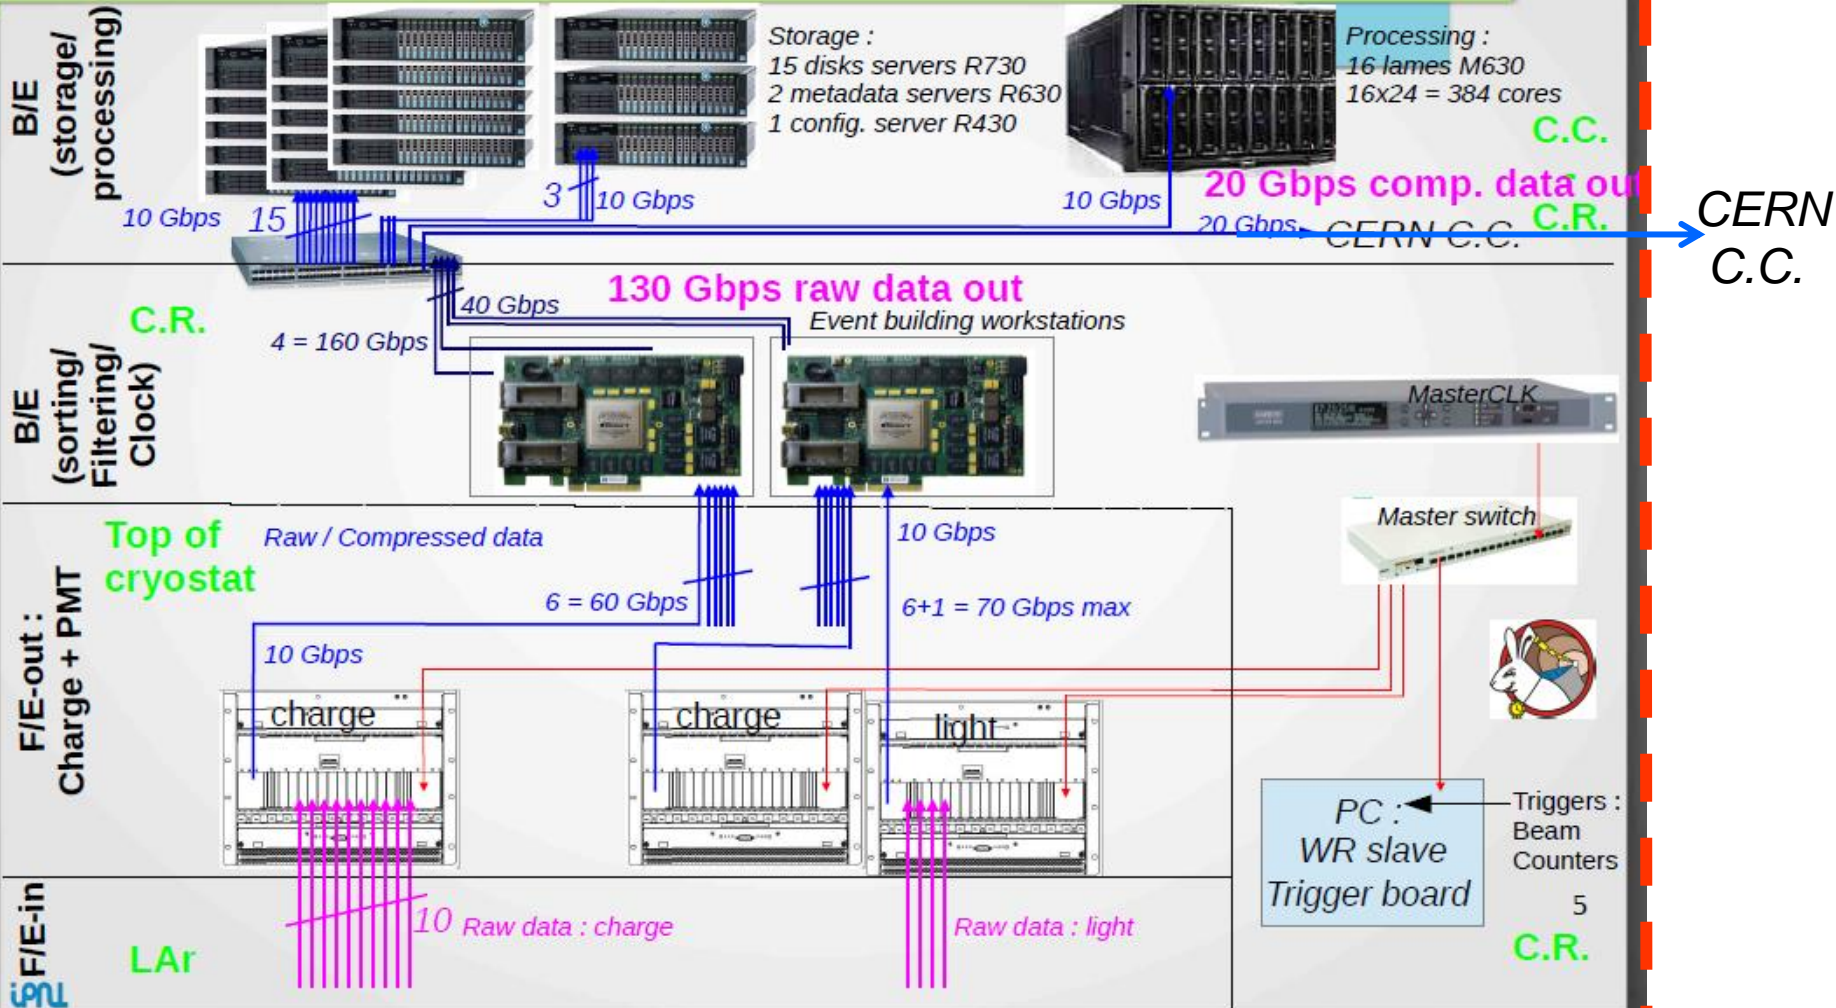 B/E
(storage/
processing)
Storage :
15 disks servers R730
2 metadata servers R630
1 config. server R430
Processing :
16 lames M630
16x24 = 384 cores
C.C.
10 Gbps
15
3
10 Gbps
10 Gbps
20 Gbps comp. data out
C.R.
20 Gbps
CERN C.C.
CERN
C.C.
B/E
(sorting/
Filtering/
Clock)
C.R.
130 Gbps raw data out
40 Gbps
Event building workstations
4 = 160 Gbps
MasterCLK
F/E-out :
Charge + PMT
Top of
cryostat
Raw / Compressed data
10 Gbps
Master switch
6 = 60 Gbps
6+1 = 70 Gbps max
10 Gbps
charge
charge
light
PC :
WR slave
Trigger board
Triggers :
Beam
Counters
5
C.R.
F/E-in
LAr
10
Raw data : charge
Raw data : light
ipnl